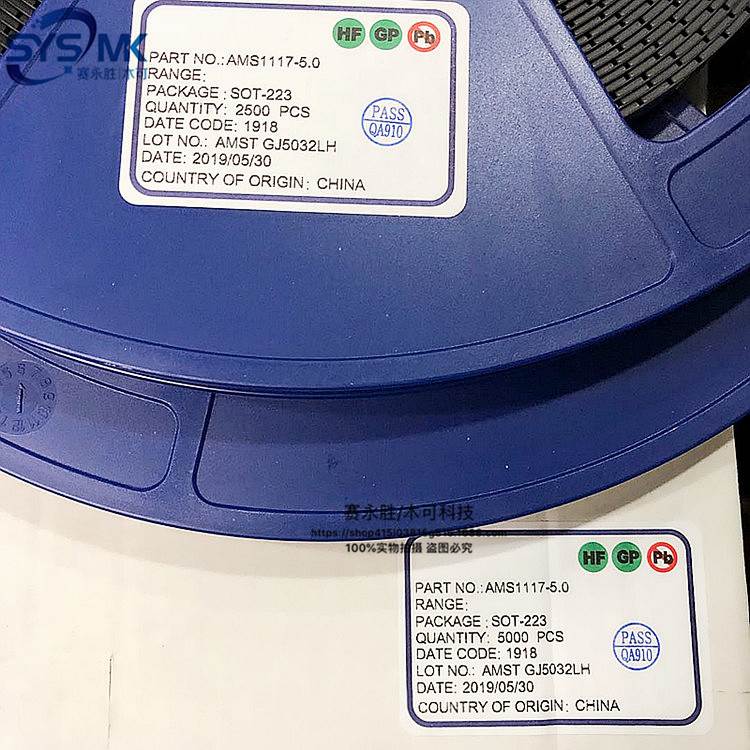 SYSMK
赛永胜/木可
HF GP Pb
PART NO.:AMS1117-5.0
RANGE:
PACKAGE :SOT-223
QUANTITY: 2500 PCS
DATE CODE: 1918
LOT NO.: AMST GJ5032LH
DATE: 2019/05/30
COUNTRY OF ORIGIN: CHINA
PASS
QA910
赛永胜/木可科技
100%实物拍摄 盗图必究
HF GP Pb
PART NO.:AMS1117-5.0
RANGE:
PACKAGE :SOT-223
QUANTITY: 5000 PCS
DATE CODE: 1918
LOT NO.: AMST GJ5032LH
DATE: 2019/05/30
COUNTRY OF ORIGIN: CHINA
PASS
QA910